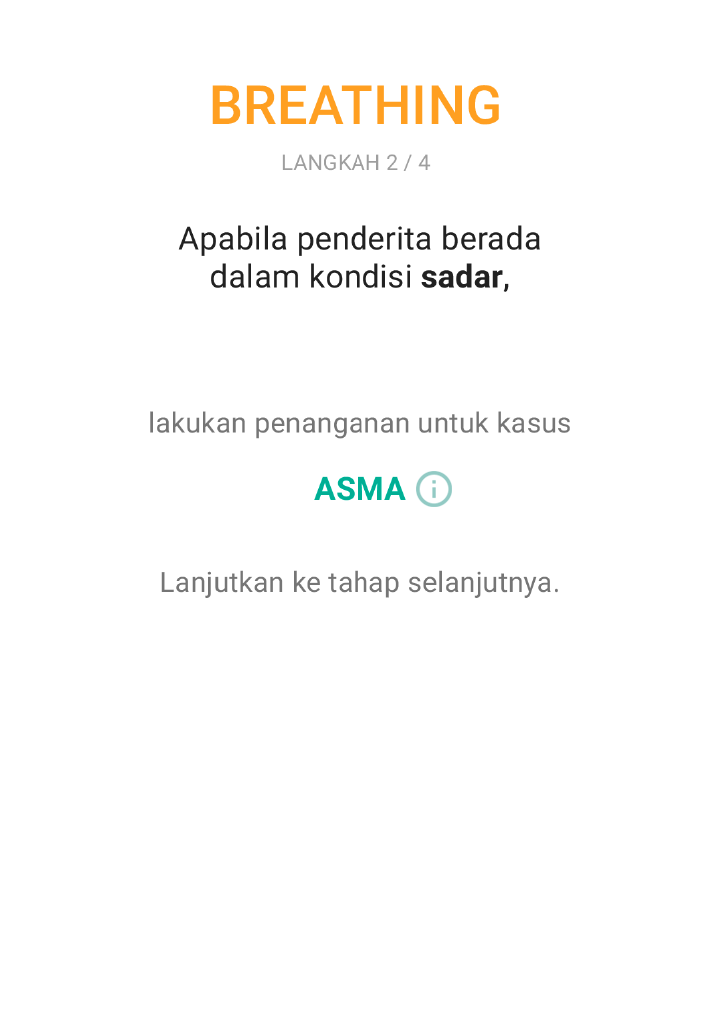 BREATHING
LANGKAH 2 / 4
Apabila penderita berada
dalam kondisi sadar,
lakukan penanganan untuk kasus
ASMA
Lanjutkan ke tahap selanjutnya.